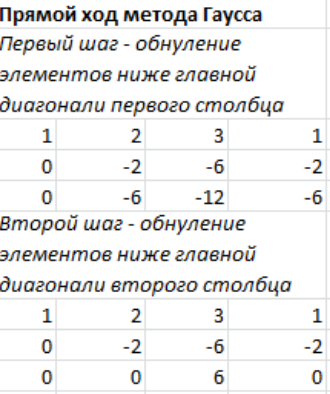 Прямой ход метода Гаусса
Первый шаг - обнуление
элементов ниже главной
диагонали первого столбца
1 2 3 1
0 -2 -6 -2
0 -6 -12 -6
Второй шаг - обнуление
элементов ниже главной
диагонали второго столбца
1 2 3 1
0 -2 -6 -2
0 0 6 0